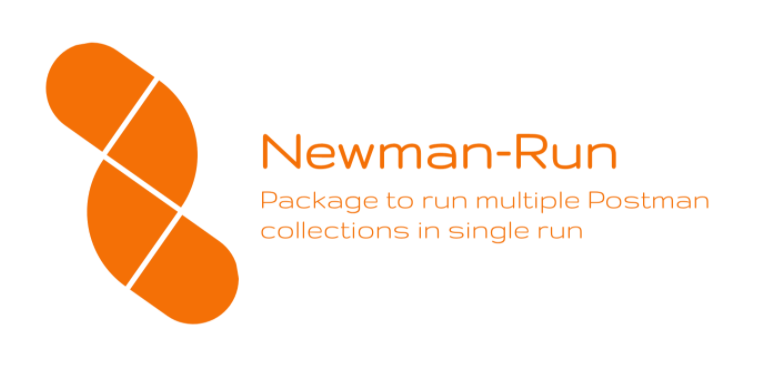 Newman-Run
Package to run multiple Postman
collections in single run